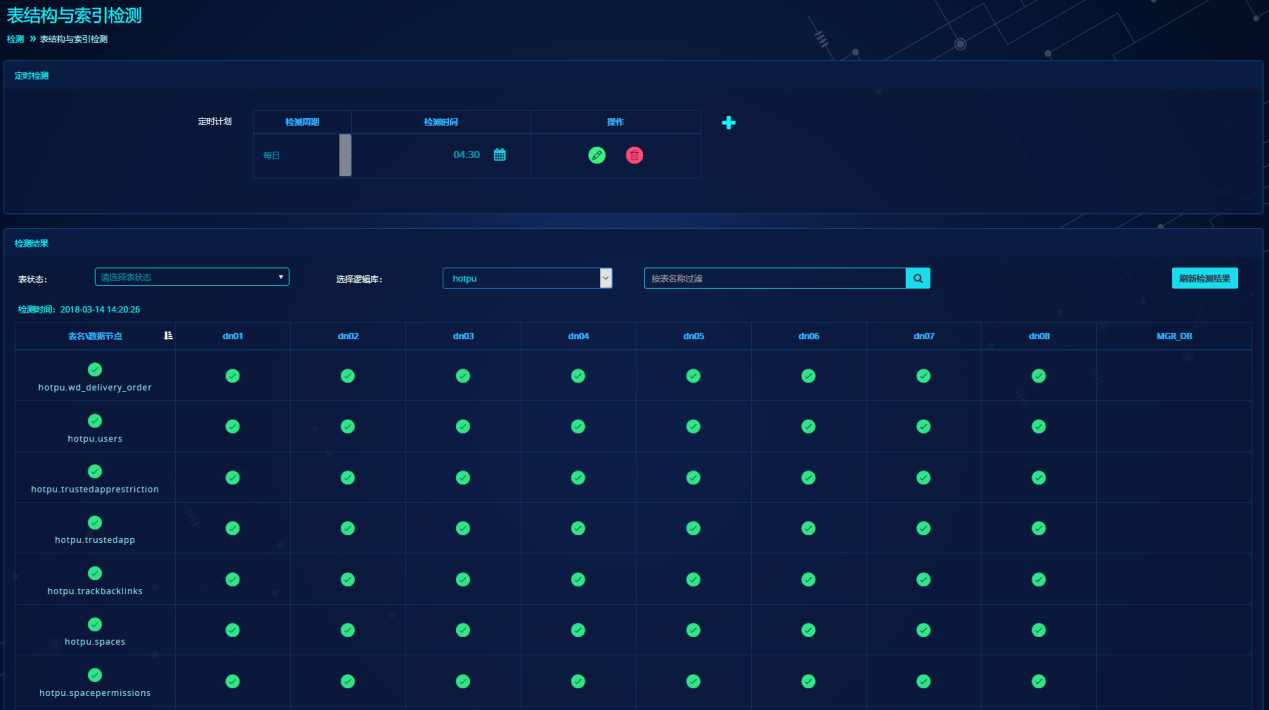 表结构与索引检测
检测 » 表结构与索引检测
定时检测
定时计划 检测周期 检测时间 操作
每日 04:30
检测结果
表状态: 请选择表状态 选择逻辑库: hotpu 按表名称过滤 刷新检测结果
检测时间: 2018-03-14 14:20:26
表名\数据节点 dn01 dn02 dn03 dn04 dn05 dn06 dn07 dn08 MGR_DB
hotpu.wd_delivery_order
hotpu.users
hotpu.trustedapprestriction
hotpu.trustedapp
hotpu.trackbacklinks
hotpu.spaces
hotpu.spacepermissions